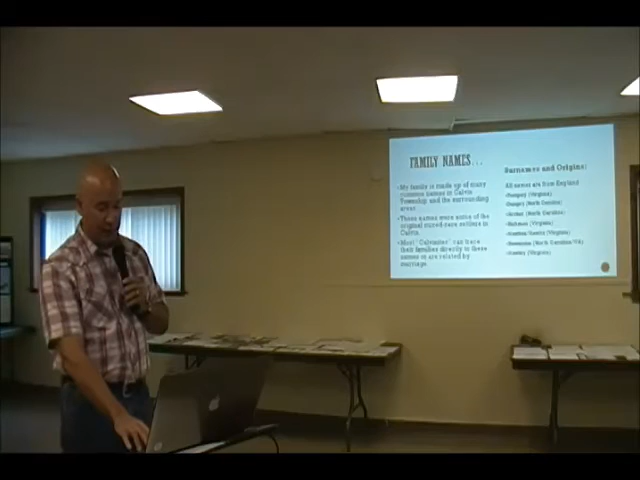 FAMILY NAMES...
My family is made up of many
common names in Calvin
Township and the surrounding
areas.
These names were some of the
original mixed-race settlers in
Calvin.
Most "Calvinites" can trace
their families directly to these
names or are related by
marriage.
Surnames and Origins:
All names are from England
(Virginia)
(North Carolina)
(North Carolina)
(Virginia)
(Virginia)
(North Carolina/VA)
(Virginia)